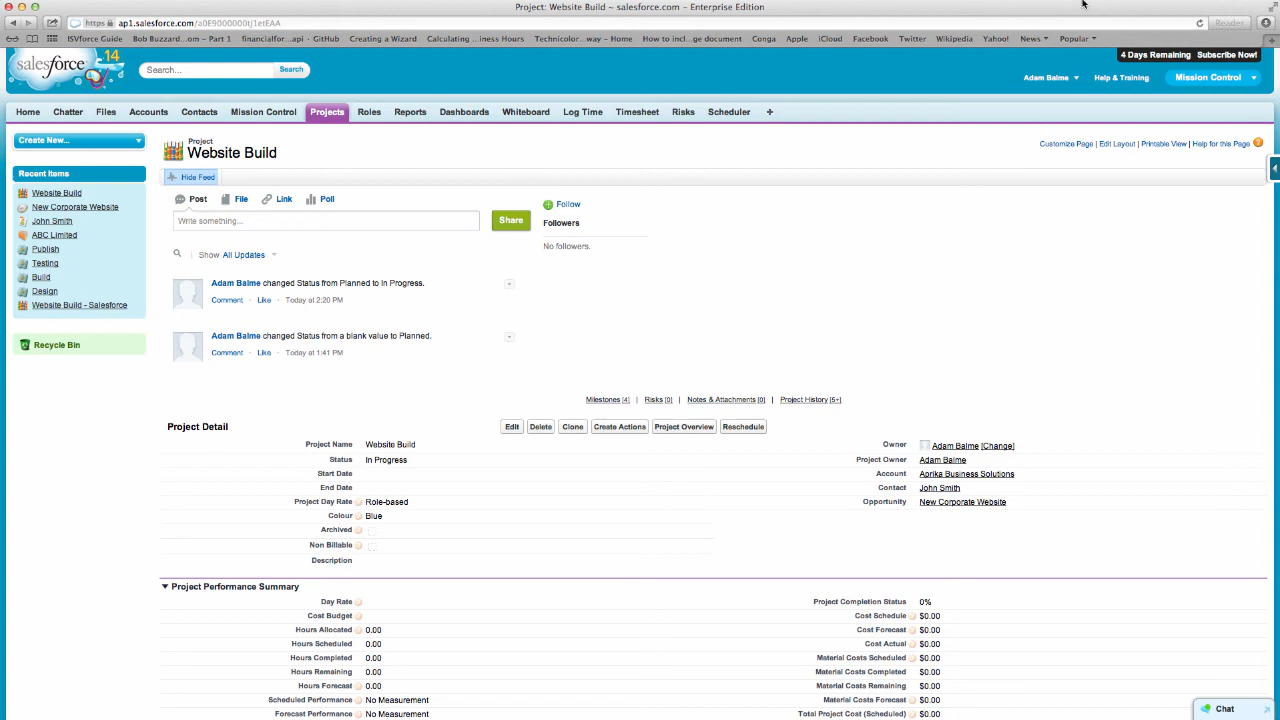 Project: Website Build ~ salesforce.com – Enterprise Edition
https ap1.salesforce.com/a0E9000000tj1etEAA Reader
ISVforce Guide Bob Buzzard...om – Part 1 financialfor...api · GitHub Creating a Wizard Calculating ...iness Hours Technicolor...way – Home How to incl...ge document Conga Apple iCloud Facebook Twitter Wikipedia Yahoo! News Popular
salesforce 14
Search... Search
4 Days Remaining Subscribe Now!
Adam Balme Help & Training Mission Control
Home Chatter Files Accounts Contacts Mission Control Projects Roles Reports Dashboards Whiteboard Log Time Timesheet Risks Scheduler +
Create New...
Recent Items
Website Build
New Corporate Website
John Smith
ABC Limited
Publish
Testing
Build
Design
Website Build - Salesforce
Recycle Bin
Project
Website Build
Customize Page | Edit Layout | Printable View | Help for this Page
Hide Feed
Post File Link Poll
Write something... Share
Follow
Followers
No followers.
Show All Updates
Adam Balme changed Status from Planned to In Progress.
Comment · Like · Today at 2:20 PM
Adam Balme changed Status from a blank value to Planned.
Comment · Like · Today at 1:41 PM
Milestones [4] | Risks [0] | Notes & Attachments [0] | Project History [5+]
Project Detail Edit Delete Clone Create Actions Project Overview Reschedule
Project Name Website Build Owner Adam Balme [Change]
Status In Progress Project Owner Adam Balme
Start Date Account Aprika Business Solutions
End Date Contact John Smith
Project Day Rate Role-based Opportunity New Corporate Website
Colour Blue
Archived
Non Billable
Description
Project Performance Summary
Day Rate Project Completion Status 0%
Cost Budget Cost Schedule $0.00
Hours Allocated 0.00 Cost Forecast $0.00
Hours Scheduled 0.00 Cost Actual $0.00
Hours Completed 0.00 Material Costs Scheduled $0.00
Hours Remaining 0.00 Material Costs Completed $0.00
Hours Forecast 0.00 Material Costs Remaining $0.00
Scheduled Performance No Measurement Material Costs Forecast $0.00
Forecast Performance No Measurement Total Project Cost (Scheduled) $0.00
Chat